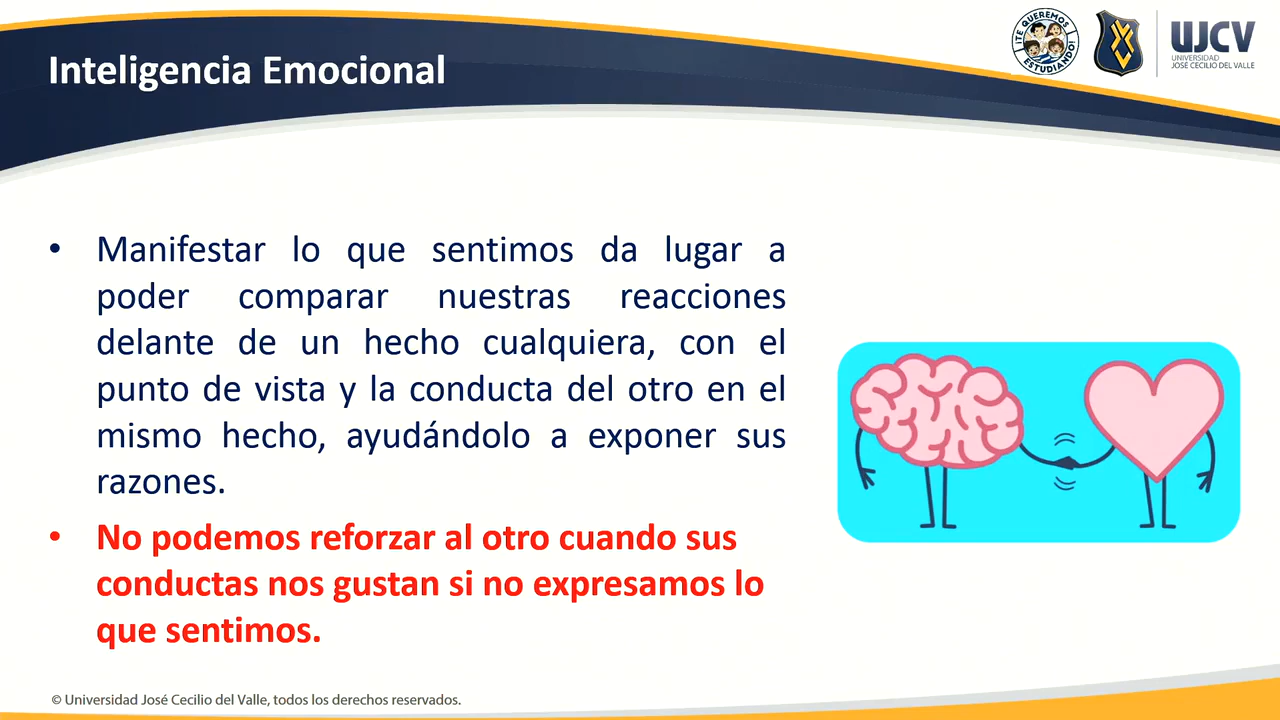 Inteligencia Emocional
¡TE QUEREMOS
ESTUDIANDO!
UJCV
UNIVERSIDAD
JOSÉ CECILIO DEL VALLE
• Manifestar lo que sentimos da lugar a
poder comparar nuestras reacciones
delante de un hecho cualquiera, con el
punto de vista y la conducta del otro en el
mismo hecho, ayudándolo a exponer sus
razones.
• No podemos reforzar al otro cuando sus
conductas nos gustan si no expresamos lo
que sentimos.
© Universidad José Cecilio del Valle, todos los derechos reservados.